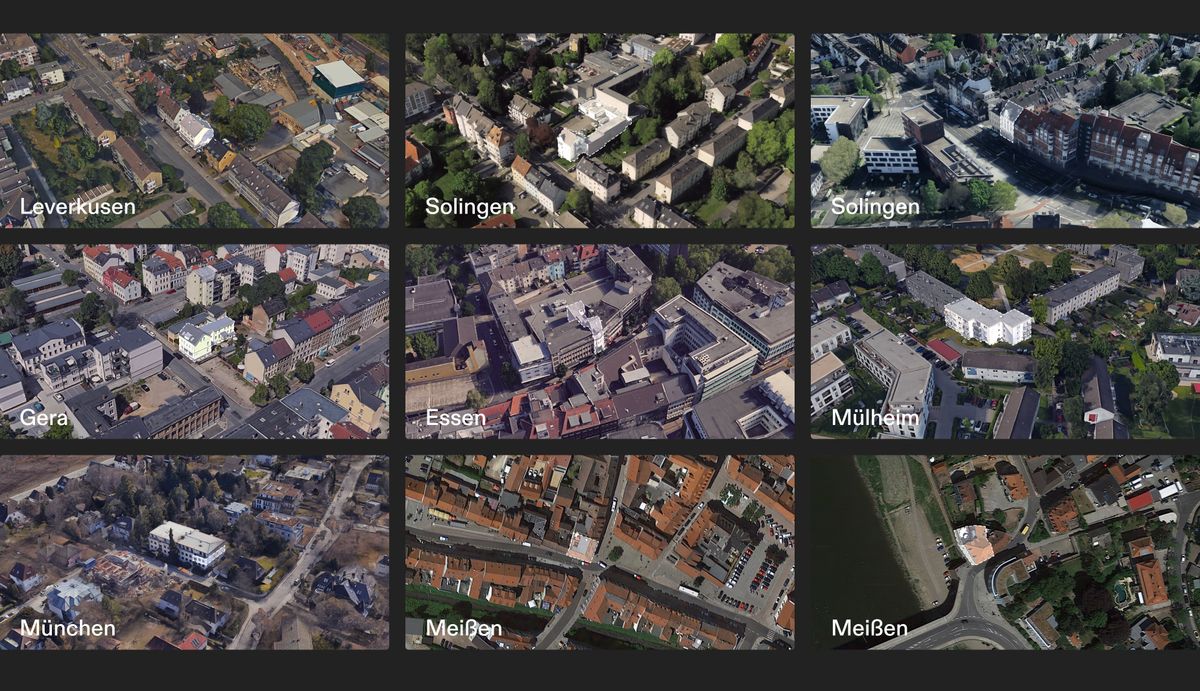 Leverkusen
Solingen
Solingen
Gera
Essen
Mülheim
München
Meißen
Meißen